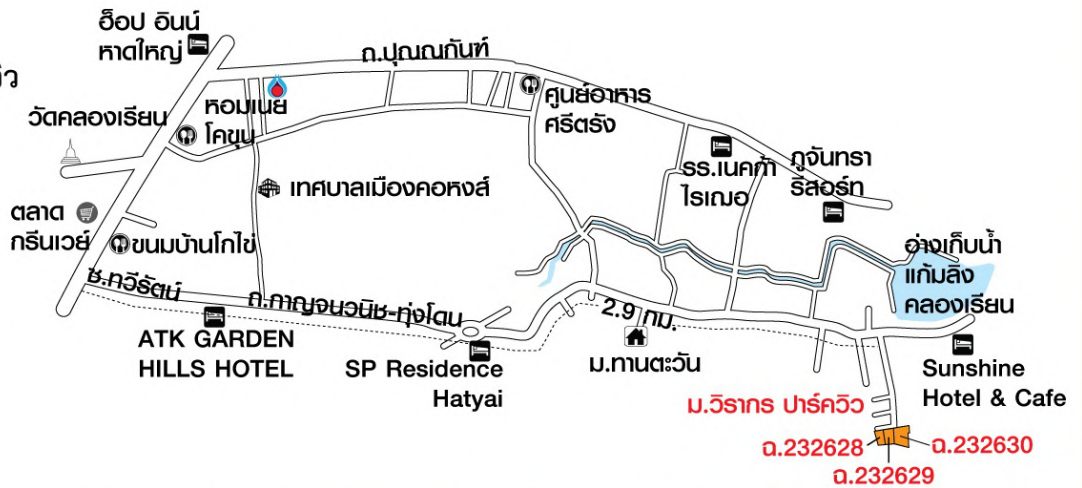 ฮ็อป อินน์
หาดใหญ่
ถ.ปุณณกันฑ์
หอมเนย
โคขุน
วัดคลองเรียน
ศูนย์อาหาร
ศรีตรัง
รร.เนคก้า
ไรเฌอ
ภูจันทรา
รีสอร์ท
เทศบาลเมืองคอหงส์
ตลาด
กรีนเวย์
ขนมบ้านโกไข่
อ่างเก็บน้ำ
แก้มลิง
คลองเรียน
ซ.ทวีรัตน์
ถ.กาญจนวนิช-ทุ่งโดน
2.9 กม.
ATK GARDEN
HILLS HOTEL
SP Residence
Hatyai
ม.ทานตะวัน
Sunshine
Hotel & Cafe
ม.วิรากร ปาร์ควิว
ฉ.232628
ฉ.232630
ฉ.232629